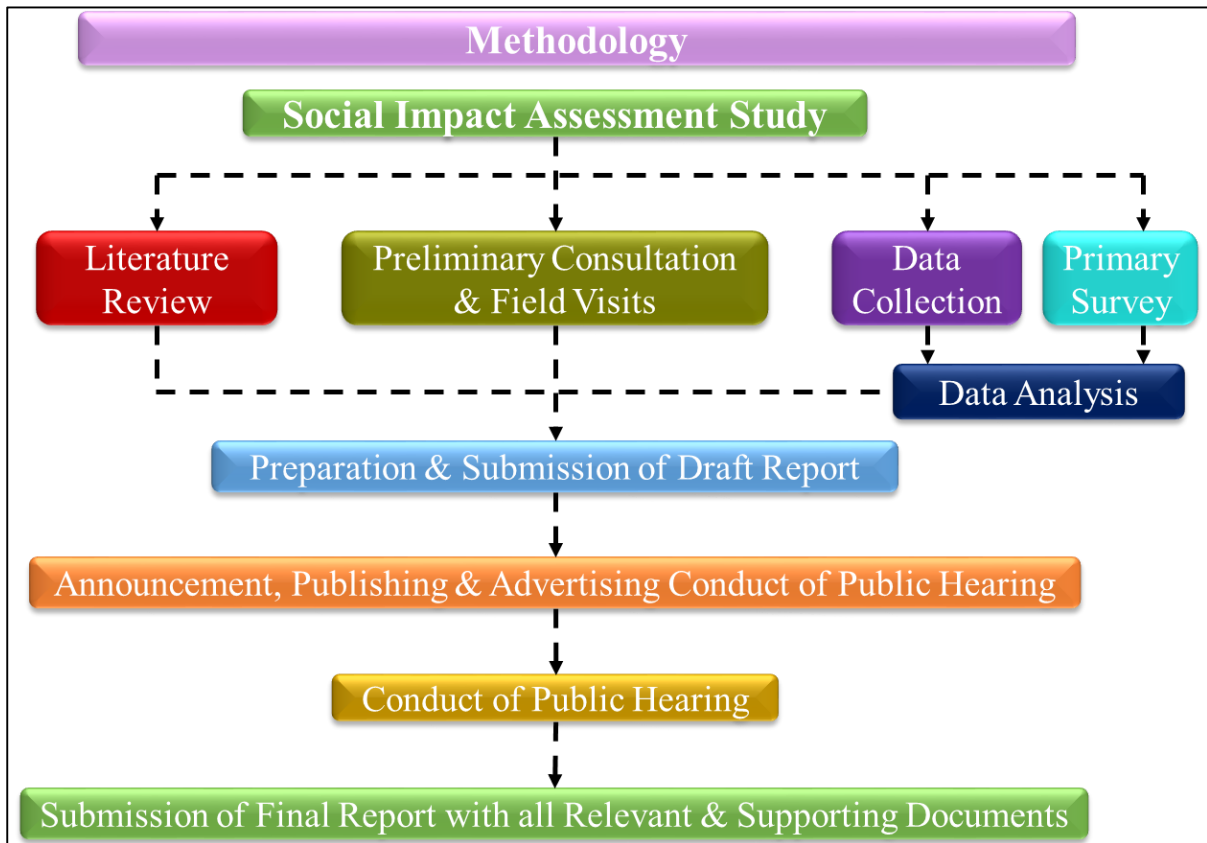 Methodology
Social Impact Assessment Study
Literature
Review
Preliminary Consultation
& Field Visits
Data
Collection
Primary
Survey
Data Analysis
Preparation & Submission of Draft Report
Announcement, Publishing & Advertising Conduct of Public Hearing
Conduct of Public Hearing
Submission of Final Report with all Relevant & Supporting Documents